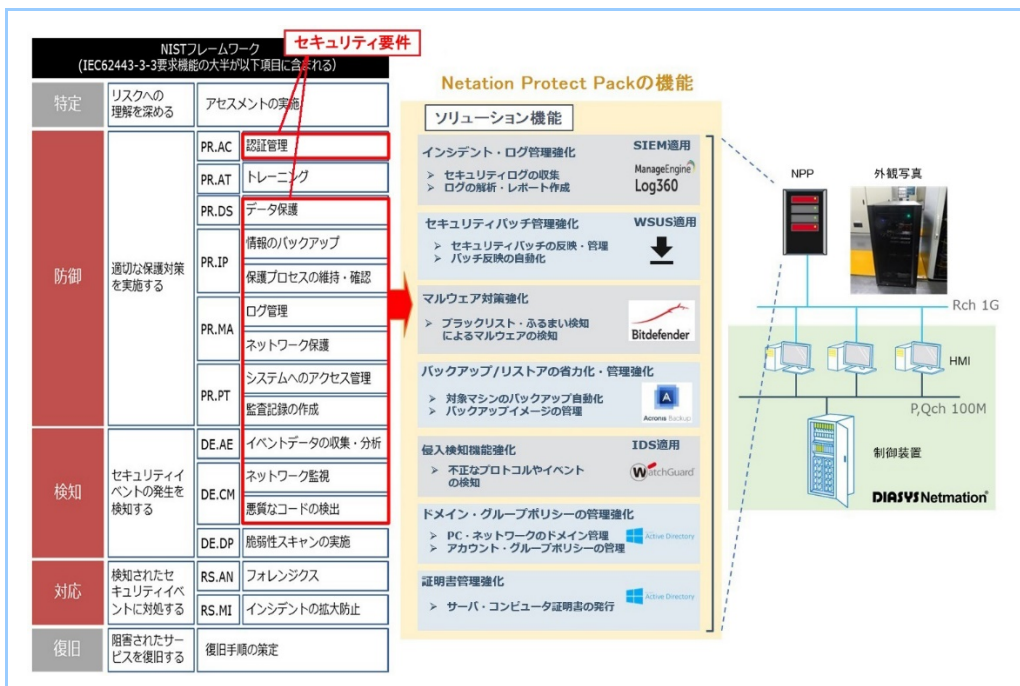 NISTフレームワーク
(IEC62443-3-3要求機能の大半が以下項目に含まれる)
セキュリティ要件
特定
リスクへの
理解を深める
アセスメントの実施
防御
適切な保護対策
を実施する
PR.AC
認証管理
PR.AT
トレーニング
PR.DS
データ保護
PR.IP
情報のバックアップ
保護プロセスの維持・確認
PR.MA
ログ管理
ネットワーク保護
PR.PT
システムへのアクセス管理
監査記録の作成
検知
セキュリティイ
ベントの発生を
検知する
DE.AE
イベントデータの収集・分析
DE.CM
ネットワーク監視
悪質なコードの検出
DE.DP
脆弱性スキャンの実施
対応
検知されたセ
キュリティイベ
ントに対処する
RS.AN
フォレンジクス
RS.MI
インシデントの拡大防止
復旧
阻害されたサー
ビスを復旧する
復旧手順の策定
Netation Protect Packの機能
ソリューション機能
インシデント・ログ管理強化
SIEM適用
➢ セキュリティログの収集
➢ ログの解析・レポート作成
ManageEngine
Log360
セキュリティパッチ管理強化
WSUS適用
➢ セキュリティパッチの反映・管理
➢ パッチ反映の自動化
マルウェア対策強化
➢ ブラックリスト・ふるまい検知
によるマルウェアの検知
Bitdefender
バックアップ/リストアの省力化・管理強化
➢ 対象マシンのバックアップ自動化
➢ バックアップイメージの管理
A
Acronis Backup
侵入検知機能強化
IDS適用
➢ 不正なプロトコルやイベント
の検知
WatchGuard
ドメイン・グループポリシーの管理強化
➢ PC・ネットワークのドメイン管理
➢ アカウント・グループポリシーの管理
Active Directory
証明書管理強化
➢ サーバ・コンピュータ証明書の発行
Active Directory
NPP
外観写真
Rch 1G
HMI
P,Qch 100M
制御装置
DIASYS Netmation®